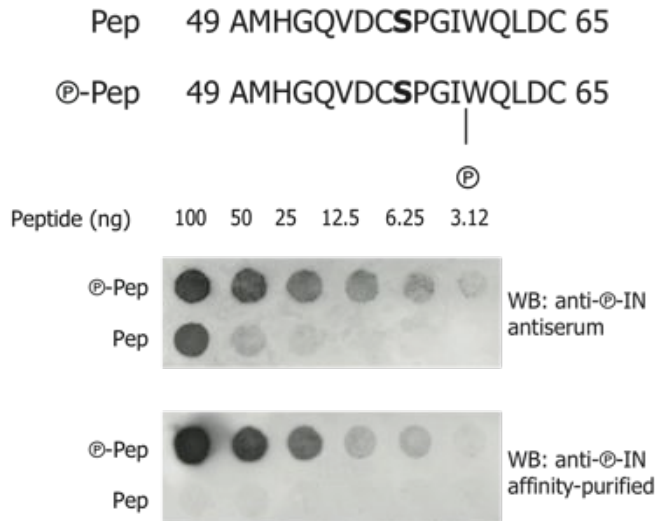 Pep 49 AMHGQVDCSPGIWQLDC 65
Ⓟ-Pep 49 AMHGQVDCSPGIWQLDC 65
Ⓟ
Peptide (ng) 100 50 25 12.5 6.25 3.12
Ⓟ-Pep
Pep
WB: anti-Ⓟ-IN
antiserum
Ⓟ-Pep
Pep
WB: anti-Ⓟ-IN
affinity-purified